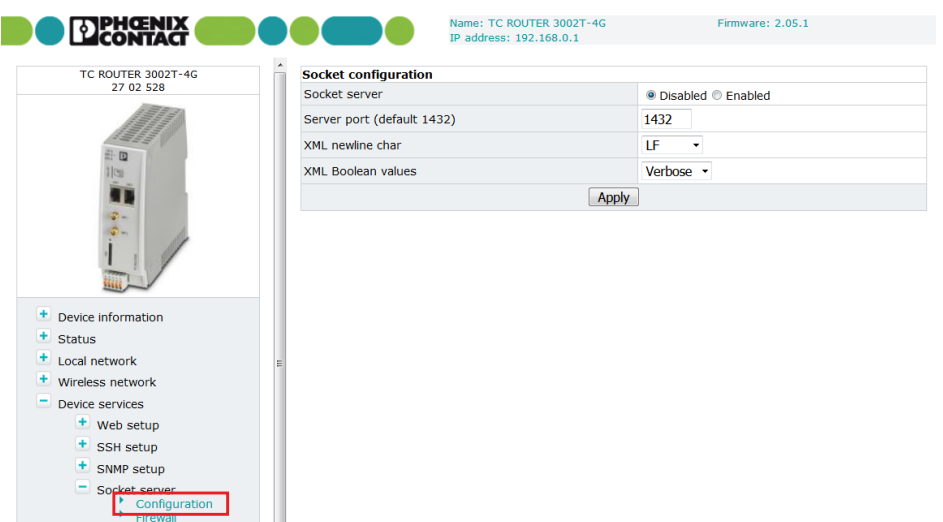 PHŒNIX
CONTACT
Name: TC ROUTER 3002T-4G
Firmware: 2.05.1
IP address: 192.168.0.1
TC ROUTER 3002T-4G
27 02 528
Device information
Status
Local network
Wireless network
Device services
Web setup
SSH setup
SNMP setup
Socket server
Configuration
Firewall
Socket configuration
Socket server Disabled Enabled
Server port (default 1432) 1432
XML newline char LF
XML Boolean values Verbose
Apply